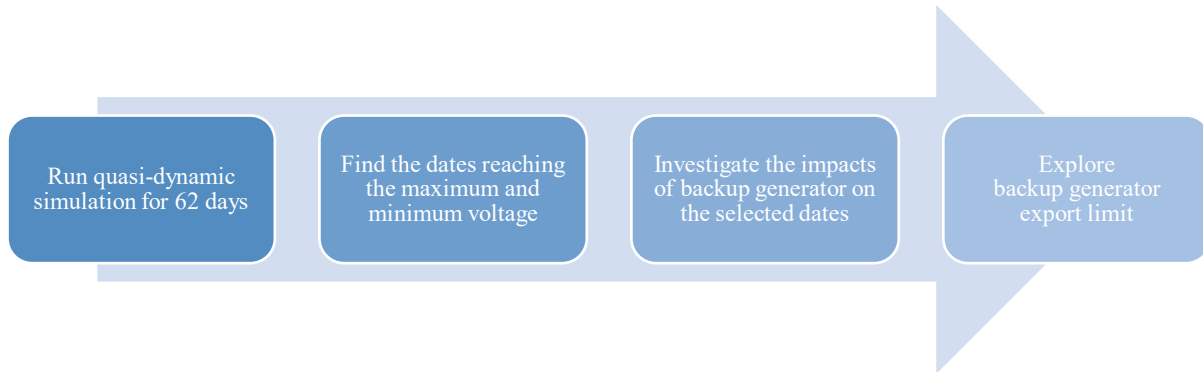 Run quasi-dynamic
simulation for 62 days
Find the dates reaching
the maximum and
minimum voltage
Investigate the impacts
of backup generator on
the selected dates
Explore
backup generator
export limit